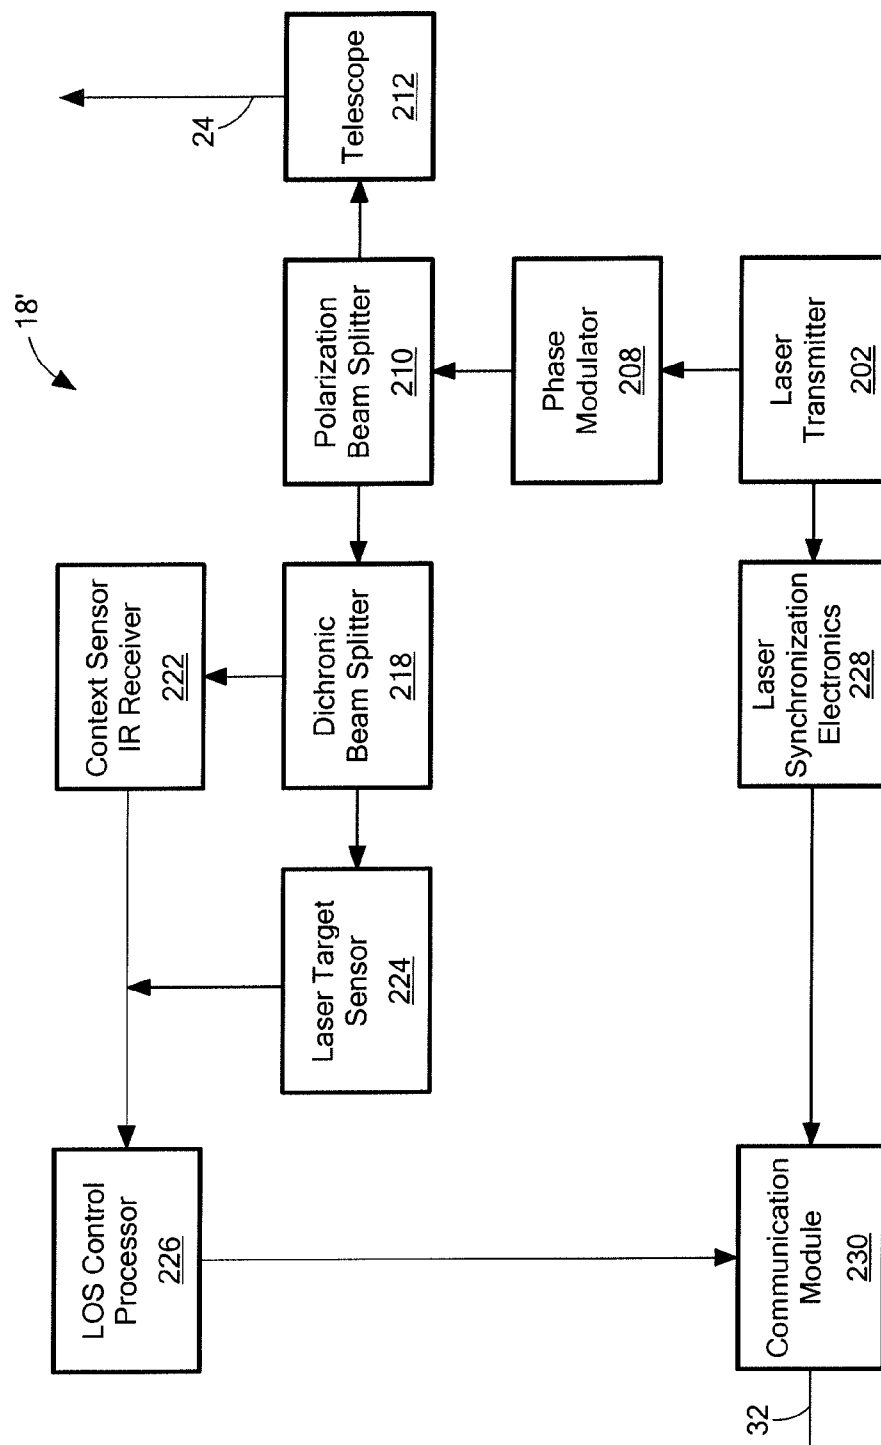 18'
24
Telescope
212
Polarization
Beam Splitter
210
Phase
Modulator
208
Laser
Transmitter
202
Context Sensor
IR Receiver
222
Dichronic
Beam Splitter
218
Laser
Synchronization
Electronics
228
Laser Target
Sensor
224
LOS Control
Processor
226
Communication
Module
230
32